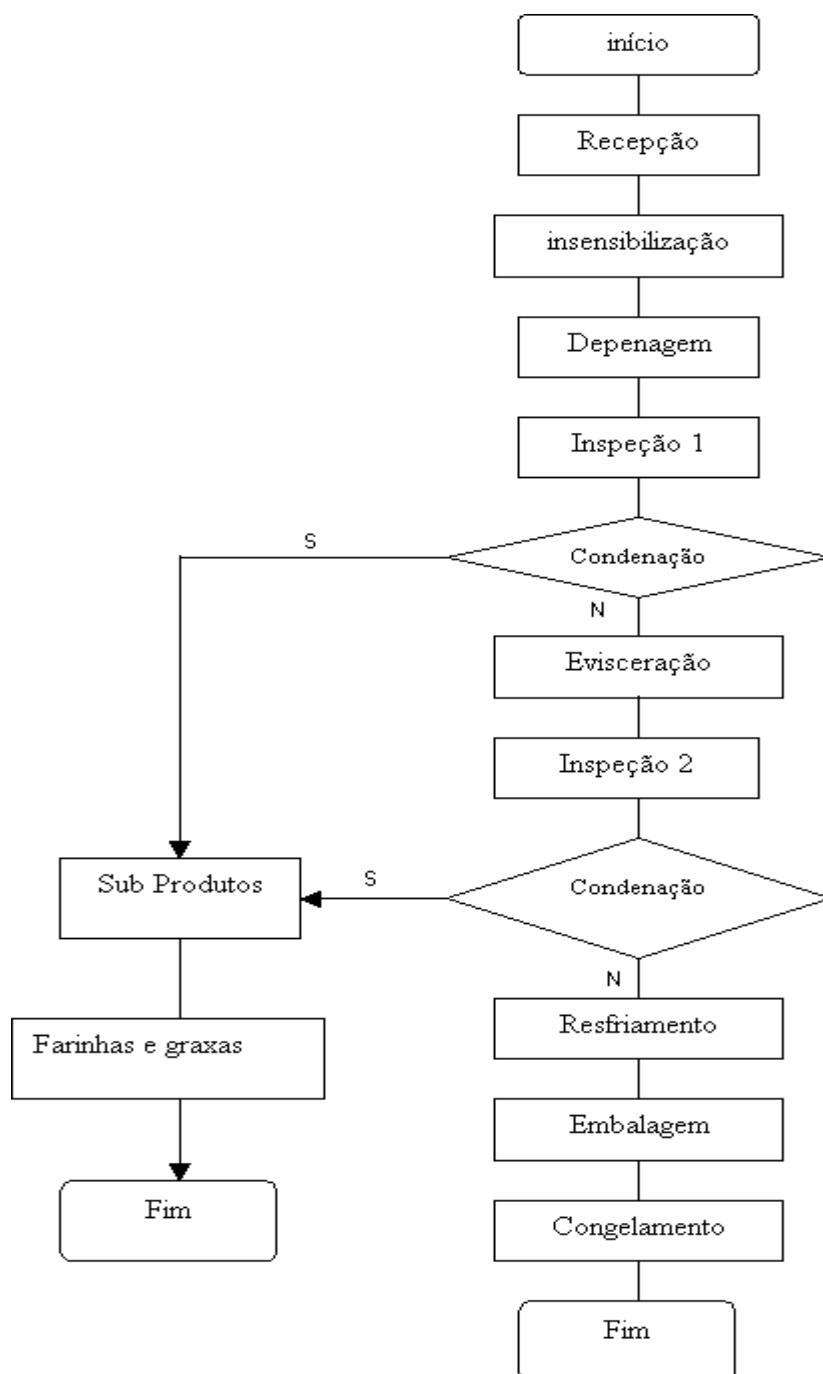 início
Recepção
insensibilização
Depenagem
Inspeção 1
S
Condenação
N
Evisceração
Inspeção 2
Sub Produtos
S
Condenação
N
Resfriamento
Farinhas e graxas
Embalagem
Fim
Congelamento
Fim